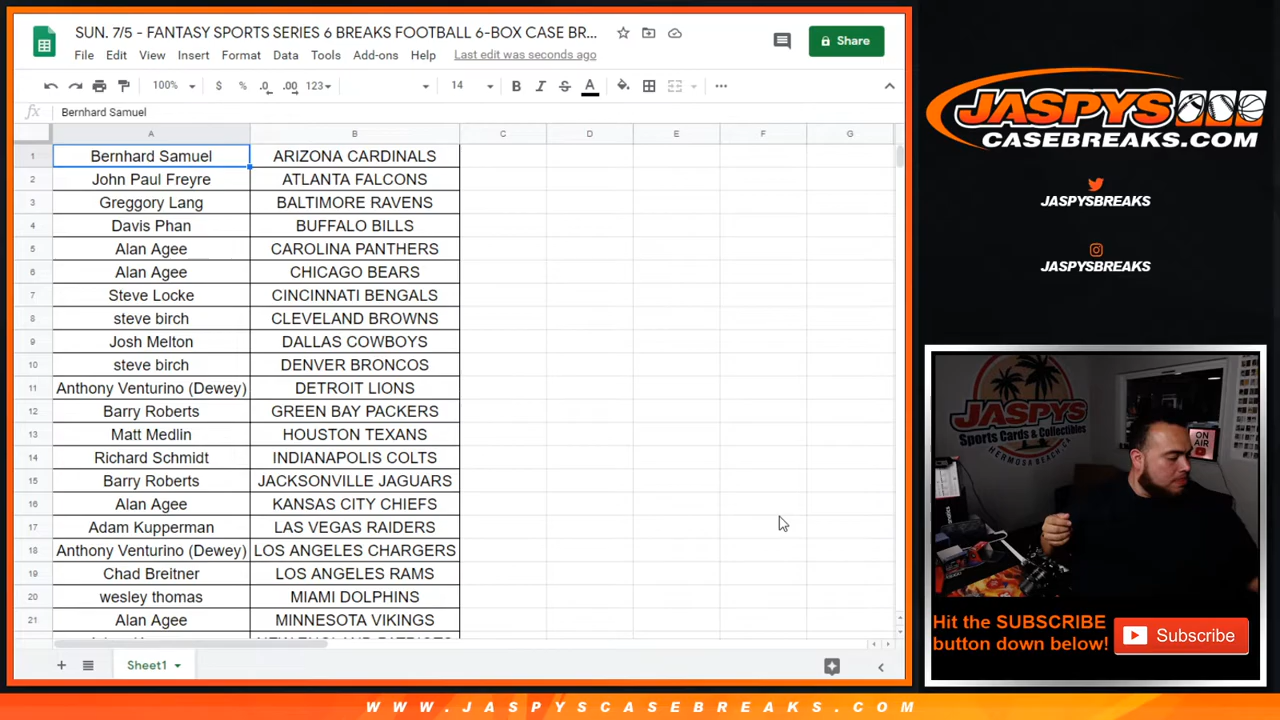 SUN. 7/5 - FANTASY SPORTS SERIES 6 BREAKS FOOTBALL 6-BOX CASE BR...
File Edit View Insert Format Data Tools Add-ons Help Last edit was seconds ago
Share
100% $ % .0 .00 123 14 B I S A
fx Bernhard Samuel
A B C D E F G
1 Bernhard Samuel ARIZONA CARDINALS
2 John Paul Freyre ATLANTA FALCONS
3 Greggory Lang BALTIMORE RAVENS
4 Davis Phan BUFFALO BILLS
5 Alan Agee CAROLINA PANTHERS
6 Alan Agee CHICAGO BEARS
7 Steve Locke CINCINNATI BENGALS
8 steve birch CLEVELAND BROWNS
9 Josh Melton DALLAS COWBOYS
10 steve birch DENVER BRONCOS
11 Anthony Venturino (Dewey) DETROIT LIONS
12 Barry Roberts GREEN BAY PACKERS
13 Matt Medlin HOUSTON TEXANS
14 Richard Schmidt INDIANAPOLIS COLTS
15 Barry Roberts JACKSONVILLE JAGUARS
16 Alan Agee KANSAS CITY CHIEFS
17 Adam Kupperman LAS VEGAS RAIDERS
18 Anthony Venturino (Dewey) LOS ANGELES CHARGERS
19 Chad Breitner LOS ANGELES RAMS
20 wesley thomas MIAMI DOLPHINS
21 Alan Agee MINNESOTA VIKINGS
NEW ENGLAND PATRIOTS
Sheet1
JASPYS
CASEBREAKS.COM
JASPYSBREAKS
JASPYSBREAKS
JASPYS
Sports Cards & Collectibles
HERMOSA BEACH, CA
ON AIR
Hit the SUBSCRIBE
button down below!
Subscribe
WWW.JASPYSCASEBREAKS.COM